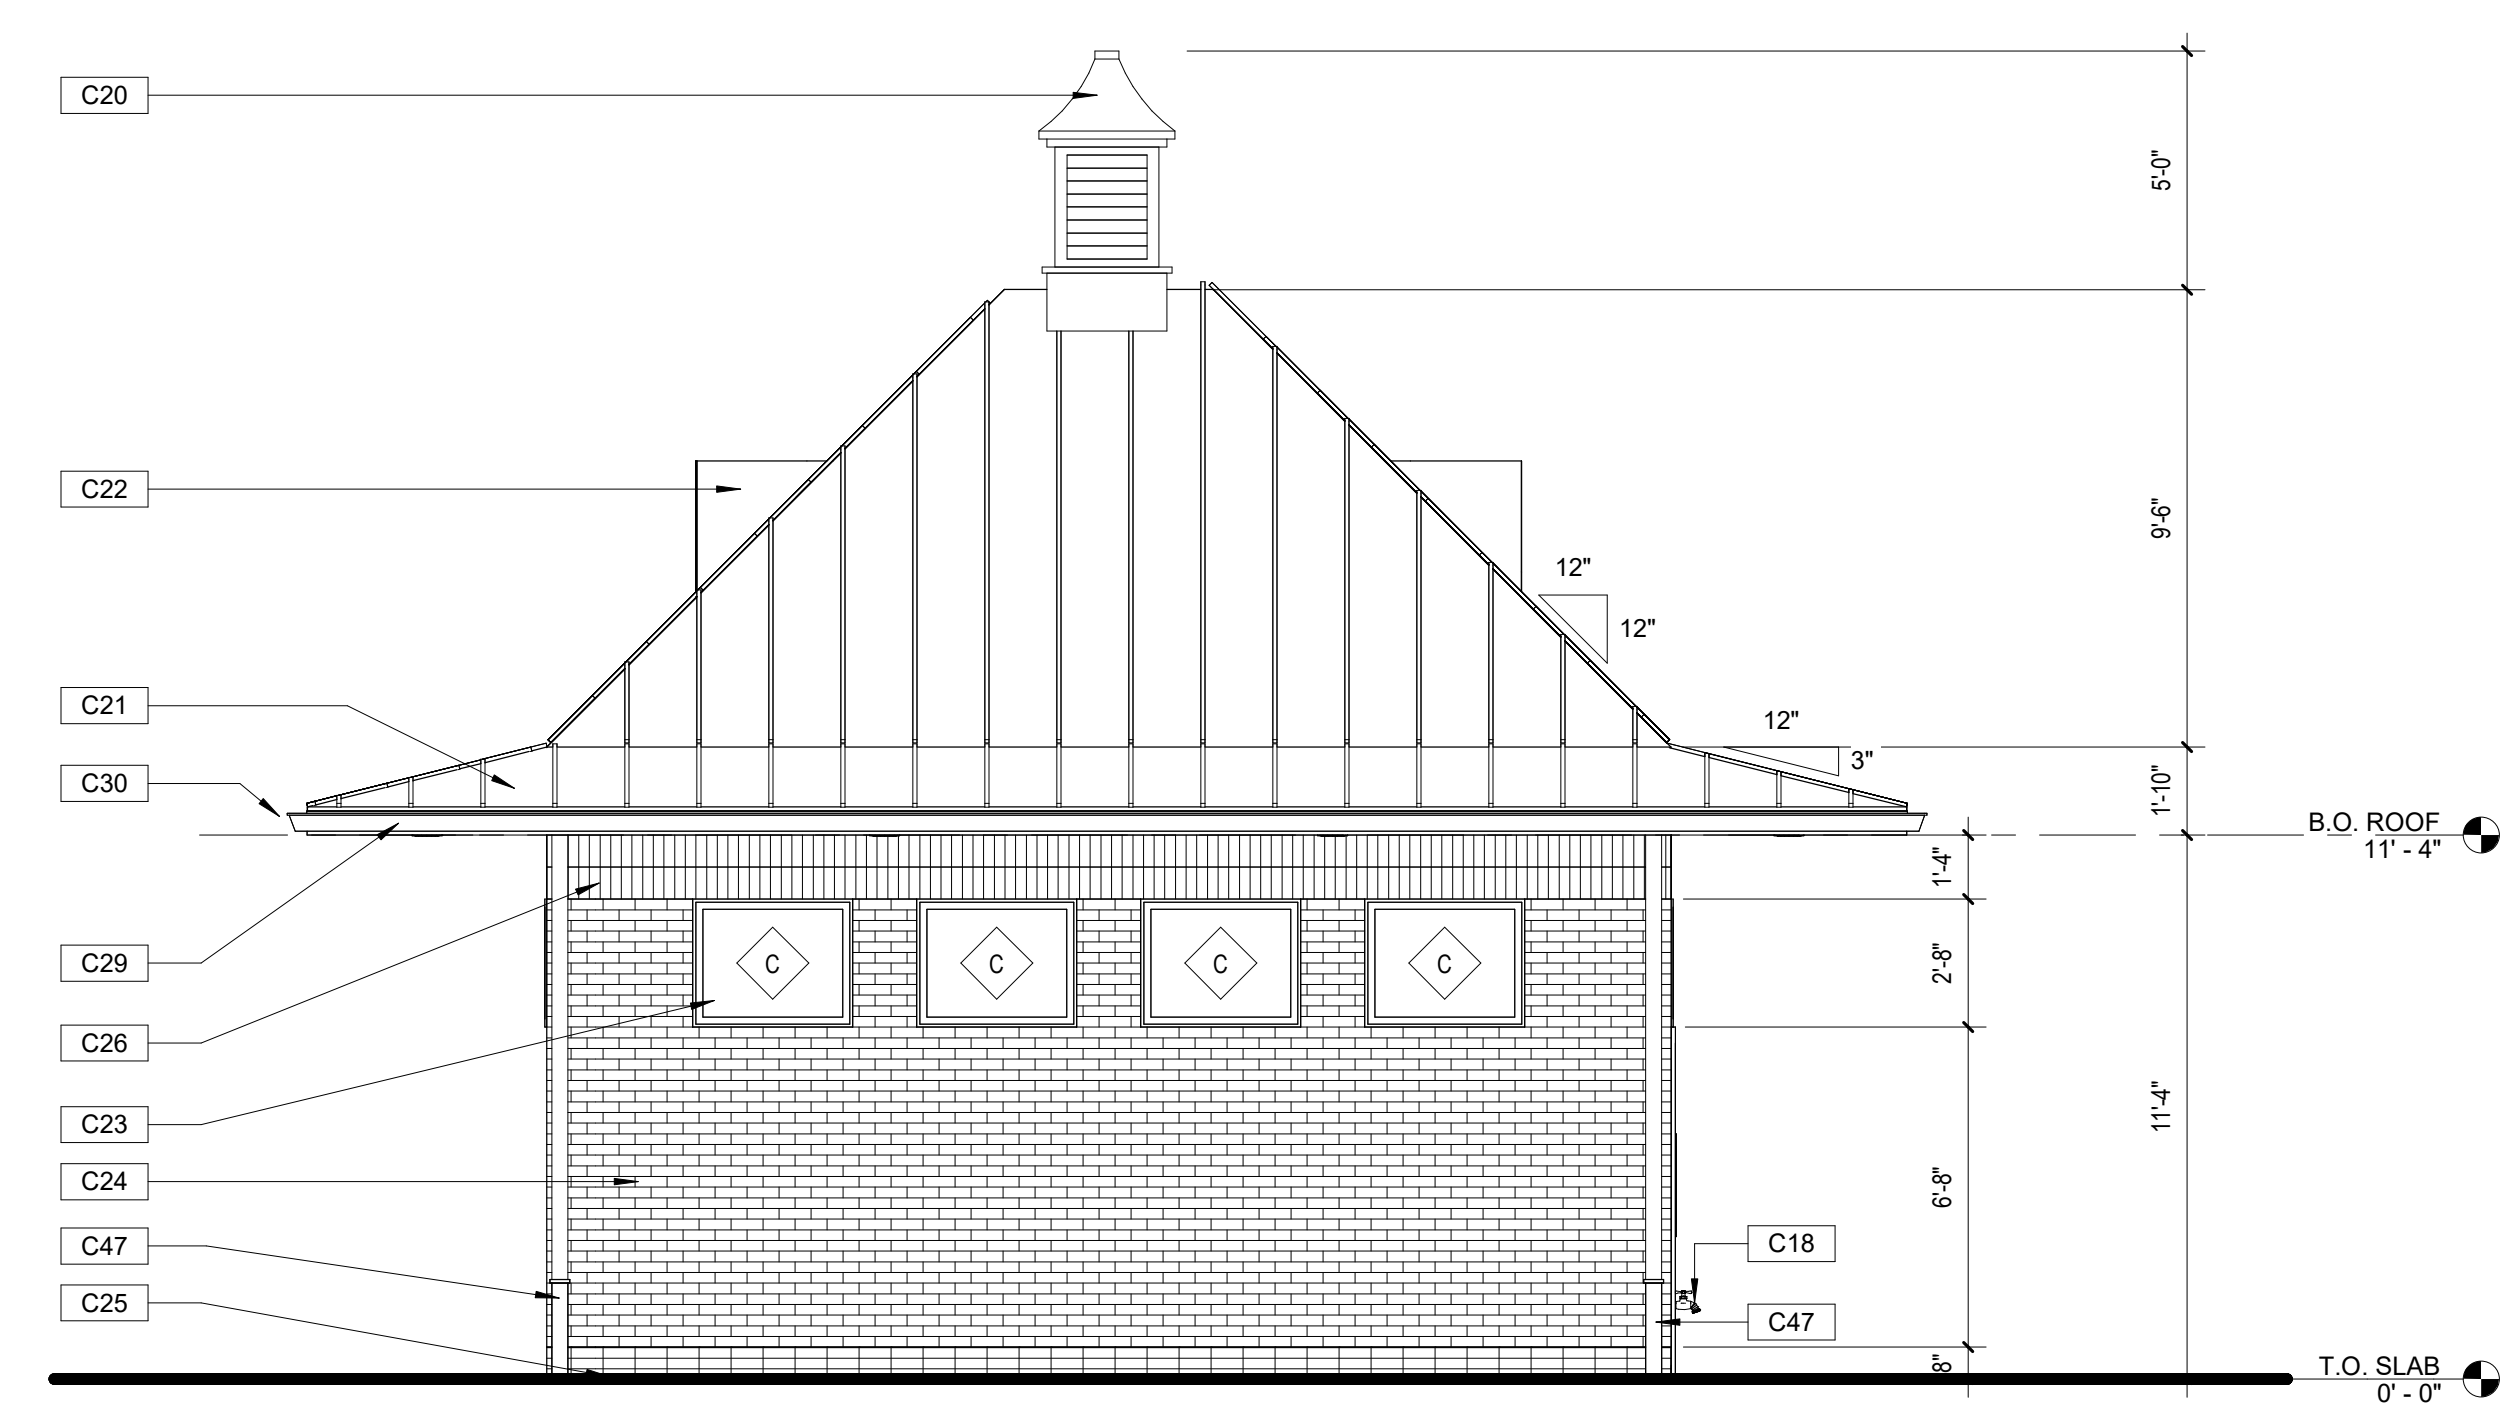 C20
5'-0"
C22
9'-6"
12"
12"
C21
12"
3"
C30
1'-10"
B.O. ROOF
11' - 4"
1'-4"
C29
C
C
C
C
2'-8"
C26
C23
11'-4"
C24
6'-8"
C47
C18
C25
C47
8"
T.O. SLAB
0' - 0"